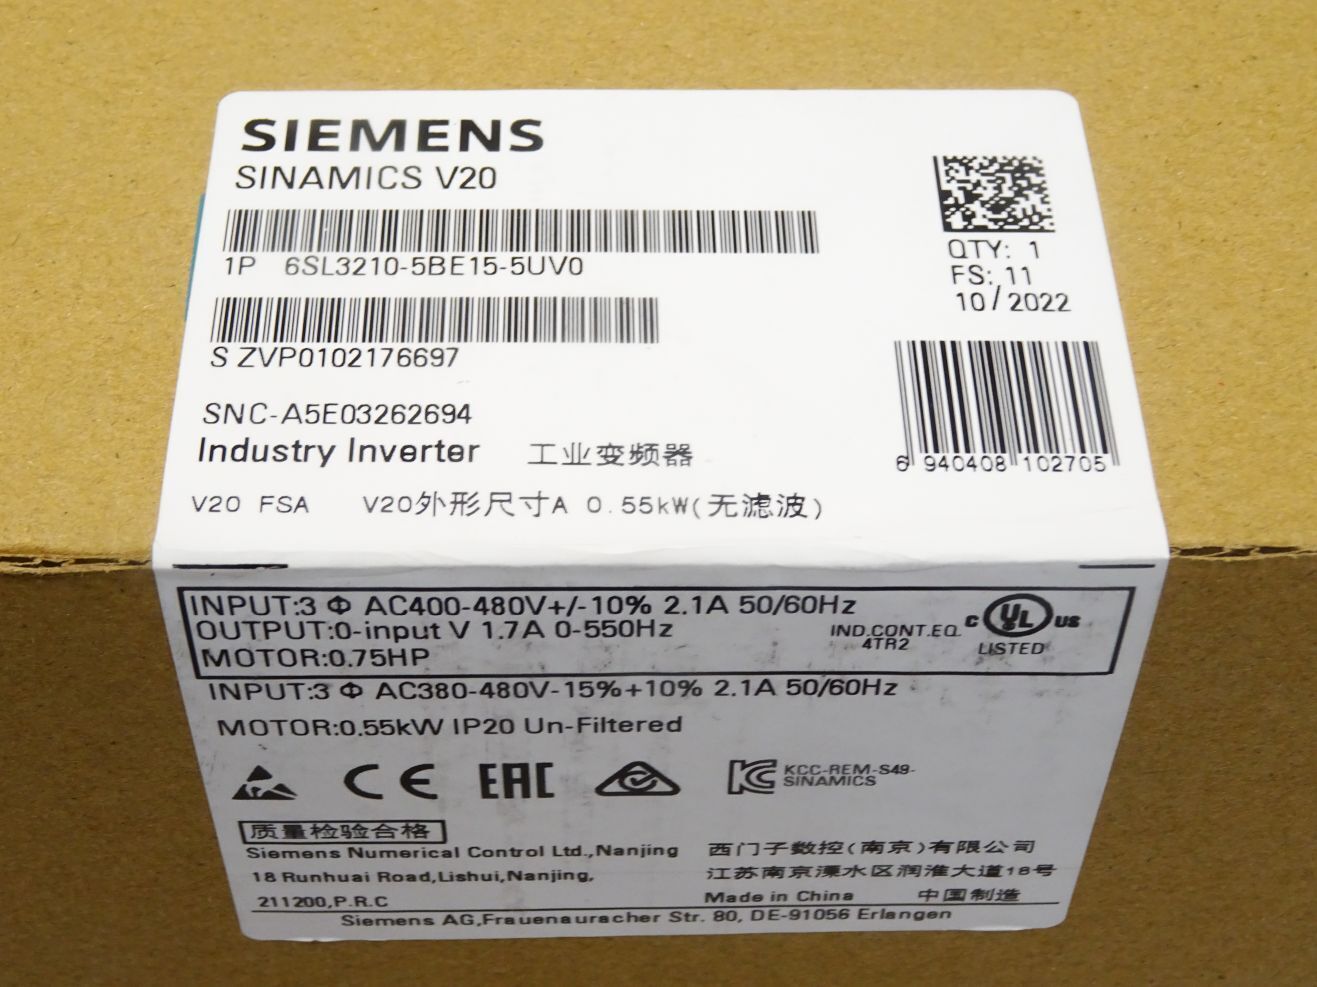 SIEMENS
SINAMICS V20
1P 6SL3210-5BE15-5UV0
S ZVP0102176697
QTY: 1
FS: 11
10/2022
SNC-A5E03262694
Industry Inverter 工业变频器
V20 FSA V20外形尺寸A 0.55kW(无滤波)
6 940408 102705
INPUT:3 Φ AC400-480V+/-10% 2.1A 50/60Hz
OUTPUT:0-input V 1.7A 0-550Hz
MOTOR:0.75HP
IND.CONT.EQ.
4TR2
C UL US
LISTED
INPUT:3 Φ AC380-480V-15%+10% 2.1A 50/60Hz
MOTOR:0.55kW IP20 Un-Filtered
CE EAC KC KCC-REM-S49-
SINAMICS
质量检验合格
Siemens Numerical Control Ltd.,Nanjing 西门子数控(南京)有限公司
18 Runhuai Road,Lishui,Nanjing, 江苏南京溧水区润淮大道18号
211200,P.R.C Made in China 中国制造
Siemens AG,Frauenauracher Str. 80, DE-91056 Erlangen